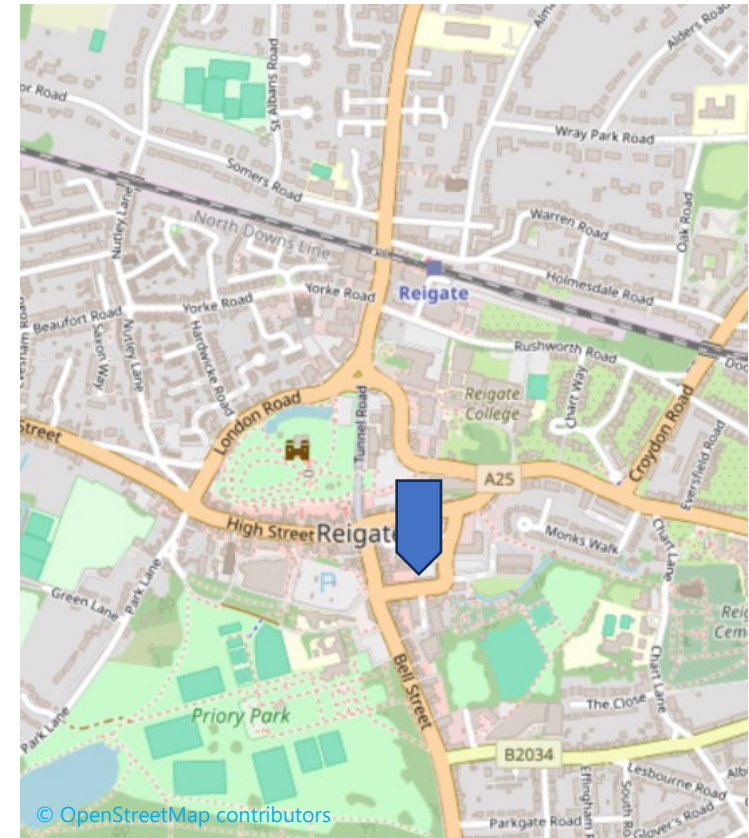 Alders Road
St Albans Road
or Road
Wray Park Road
Somers Road
Oak Road
Warren Road
Nutley Lane
North Downs Line
Reigate
Holmesdale Road
Yorke Road
Yorke Road
Beaufort Road
Saxon Way
Nutley Lane
Hardwicke Road
Rushworth Road
Chart Way
Reigate
College
Croydon Road
London Road
Tunnel Road
Street
A25
Eversfield Road
High Street
Reigate
Monks Walk
Chart Lane
Park Lane
Green Lane
Bell Street
Chart Lane
Priory Park
The Close
Park Lane
B2034
Lesbourne Road
Effingham
South R
Parkgate Road
Glover's Road
© OpenStreetMap contributors